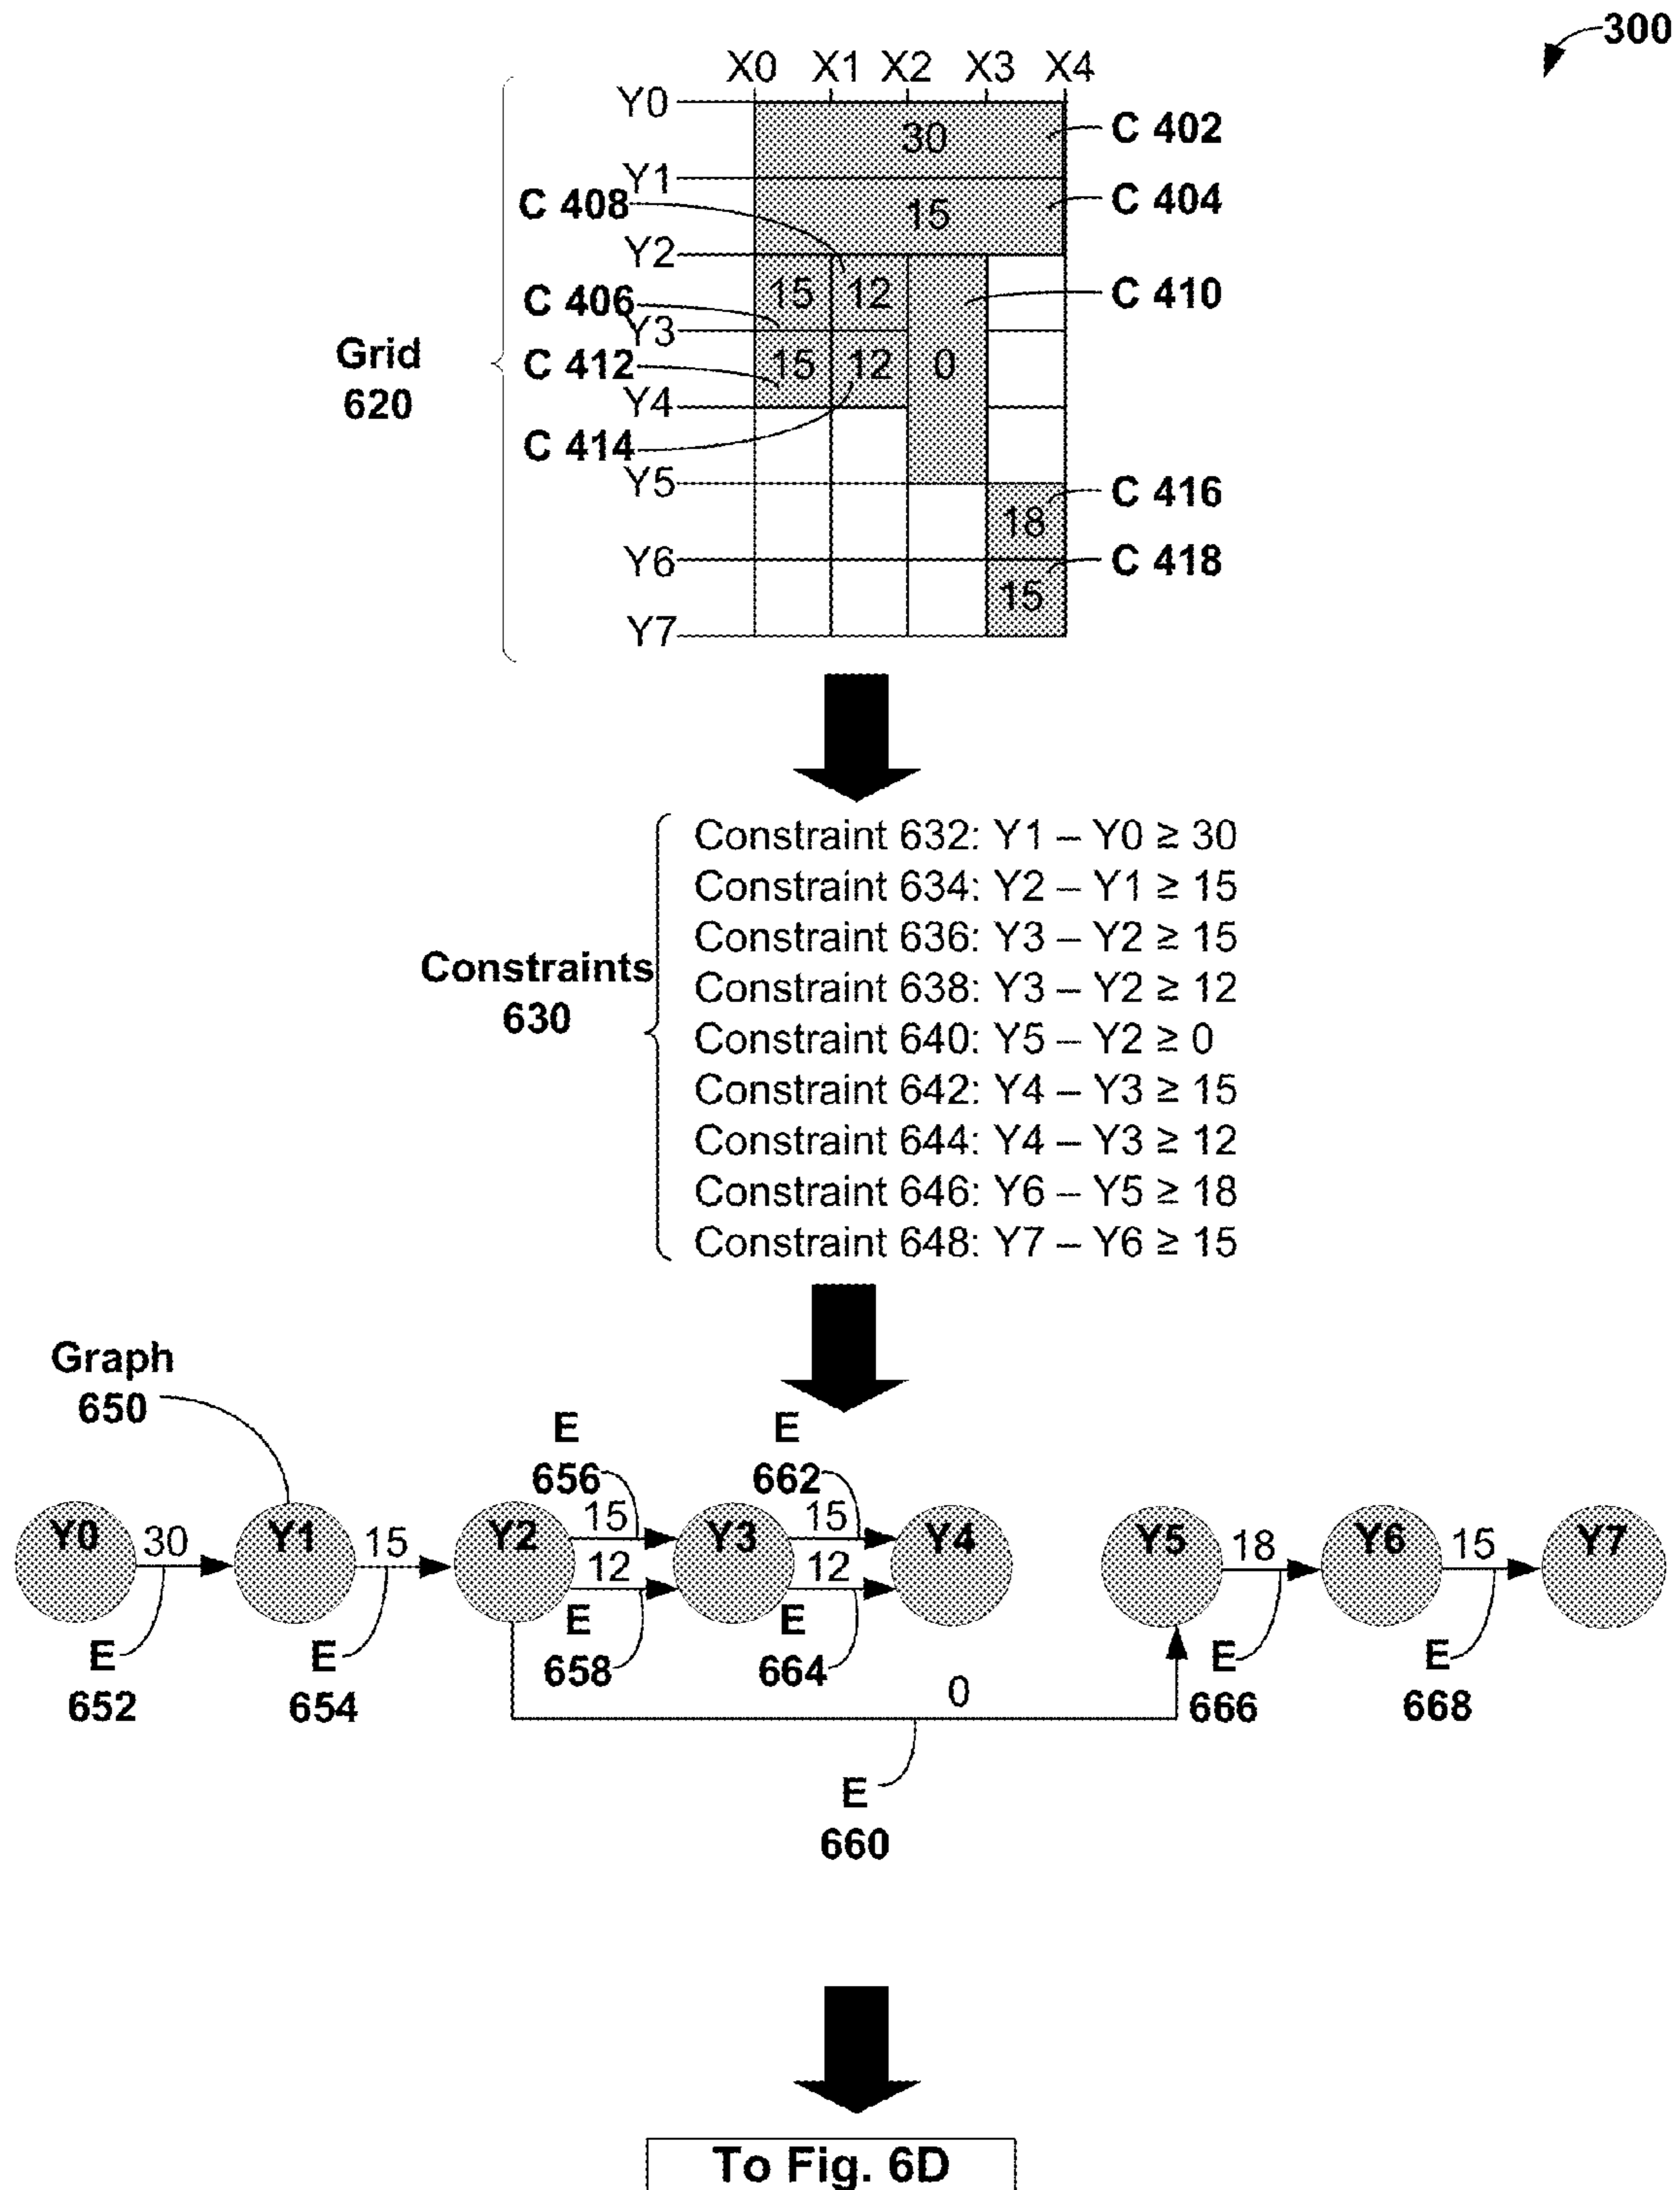 300
X0 X1 X2 X3 X4
Y0
30
C 402
Y1
C 408
15
C 404
Y2
15 12
C 410
C 406
Y3
Grid
620
C 412
15 12 0
Y4
C 414
Y5
C 416
18
Y6
C 418
15
Y7
Constraint 632: Y1 – Y0 ≥ 30
Constraint 634: Y2 – Y1 ≥ 15
Constraint 636: Y3 – Y2 ≥ 15
Constraint 638: Y3 – Y2 ≥ 12
Constraint 640: Y5 – Y2 ≥ 0
Constraint 642: Y4 – Y3 ≥ 15
Constraint 644: Y4 – Y3 ≥ 12
Constraint 646: Y6 – Y5 ≥ 18
Constraint 648: Y7 – Y6 ≥ 15
Constraints
630
Graph
650
E
656
E
662
Y0 30 Y1 15 Y2 15 Y3 15 Y4 Y5 18 Y6 15 Y7
12 12
E
652
E
654
E
658
E
664
0
E
666
E
668
E
660
To Fig. 6D